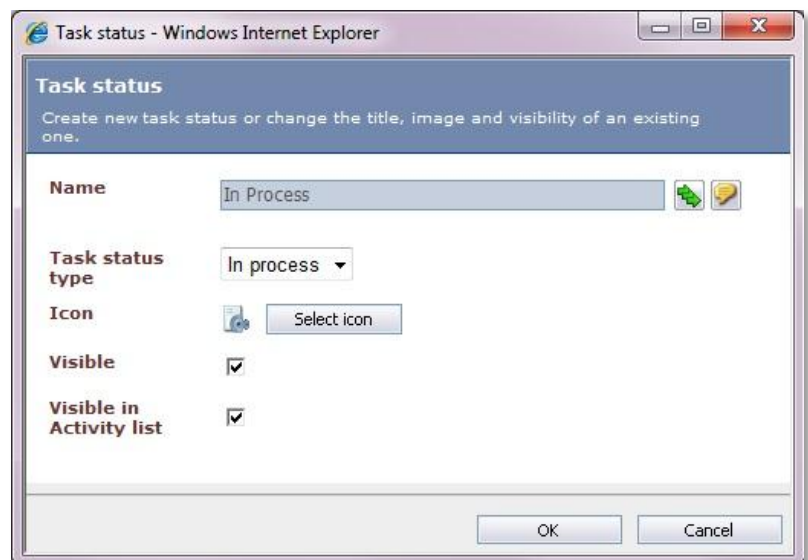 Task status - Windows Internet Explorer
Task status
Create new task status or change the title, image and visibility of an existing
one.
Name
In Process
Task status
type
In process
Icon
Select icon
Visible
Visible in
Activity list
OK
Cancel